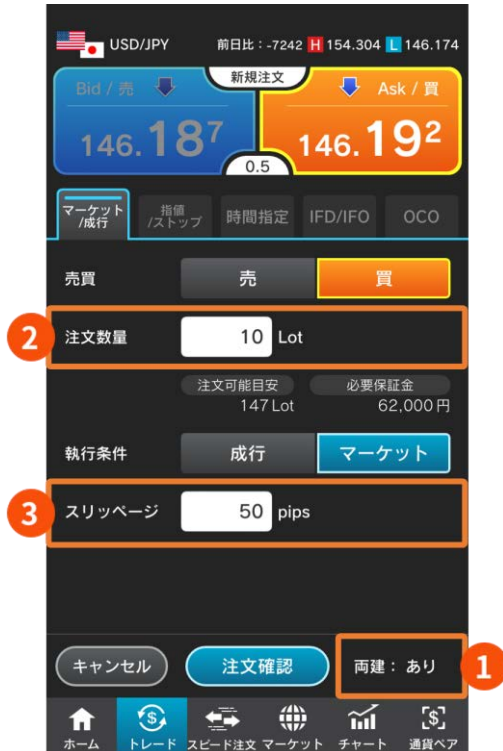 USD/JPY 前日比：-7242 H 154.304 L 146.174
Bid / 売 新規注文 Ask / 買
146.187 0.5 146.192
マーケット/成行 指値/ストップ 時間指定 IFD/IFO OCO
売買 売 買
2 注文数量 10 Lot
注文可能目安 必要保証金
147 Lot 62,000 円
執行条件 成行 マーケット
3 スリッページ 50 pips
キャンセル 注文確認 両建： あり 1
ホーム トレード スピード注文 マーケット チャート 通貨ペア